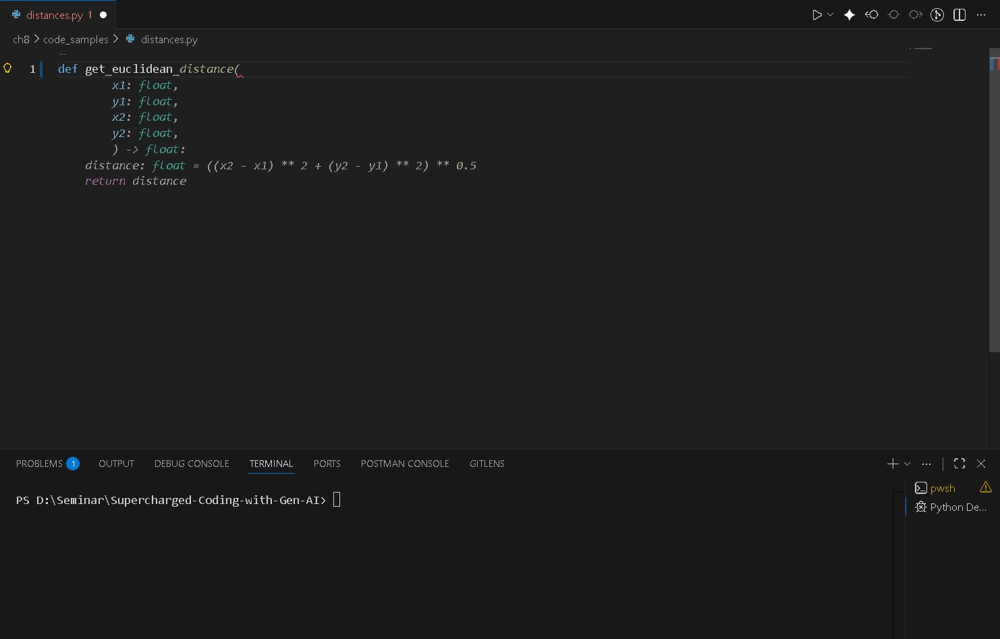 distances.py 1
ch8 > code_samples > distances.py
...
1 def get_euclidean_distance(
x1: float,
y1: float,
x2: float,
y2: float,
) -> float:
distance: float = ((x2 - x1) ** 2 + (y2 - y1) ** 2) ** 0.5
return distance
PROBLEMS 1 OUTPUT DEBUG CONSOLE TERMINAL PORTS POSTMAN CONSOLE GITLENS
PS D:\Seminar\Supercharged-Coding-with-Gen-AI>
pwsh
Python De...